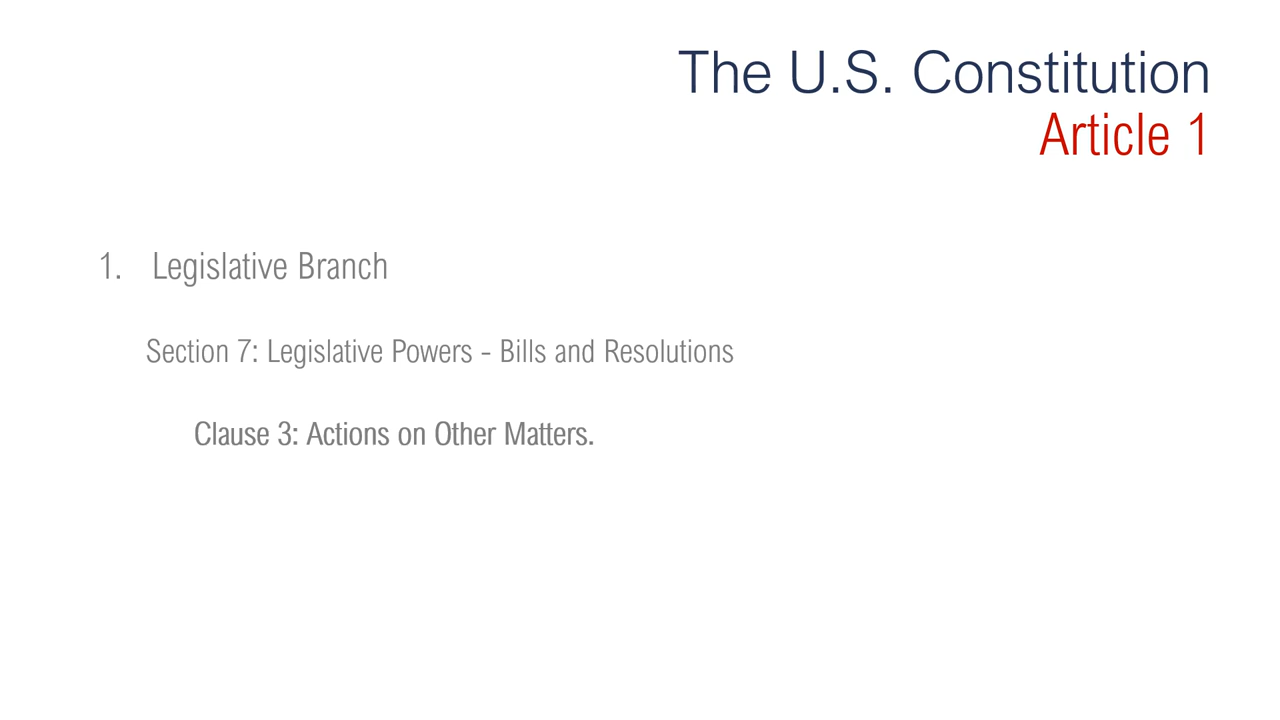 The U.S. Constitution
Article 1
1. Legislative Branch
Section 7: Legislative Powers - Bills and Resolutions
Clause 3: Actions on Other Matters.